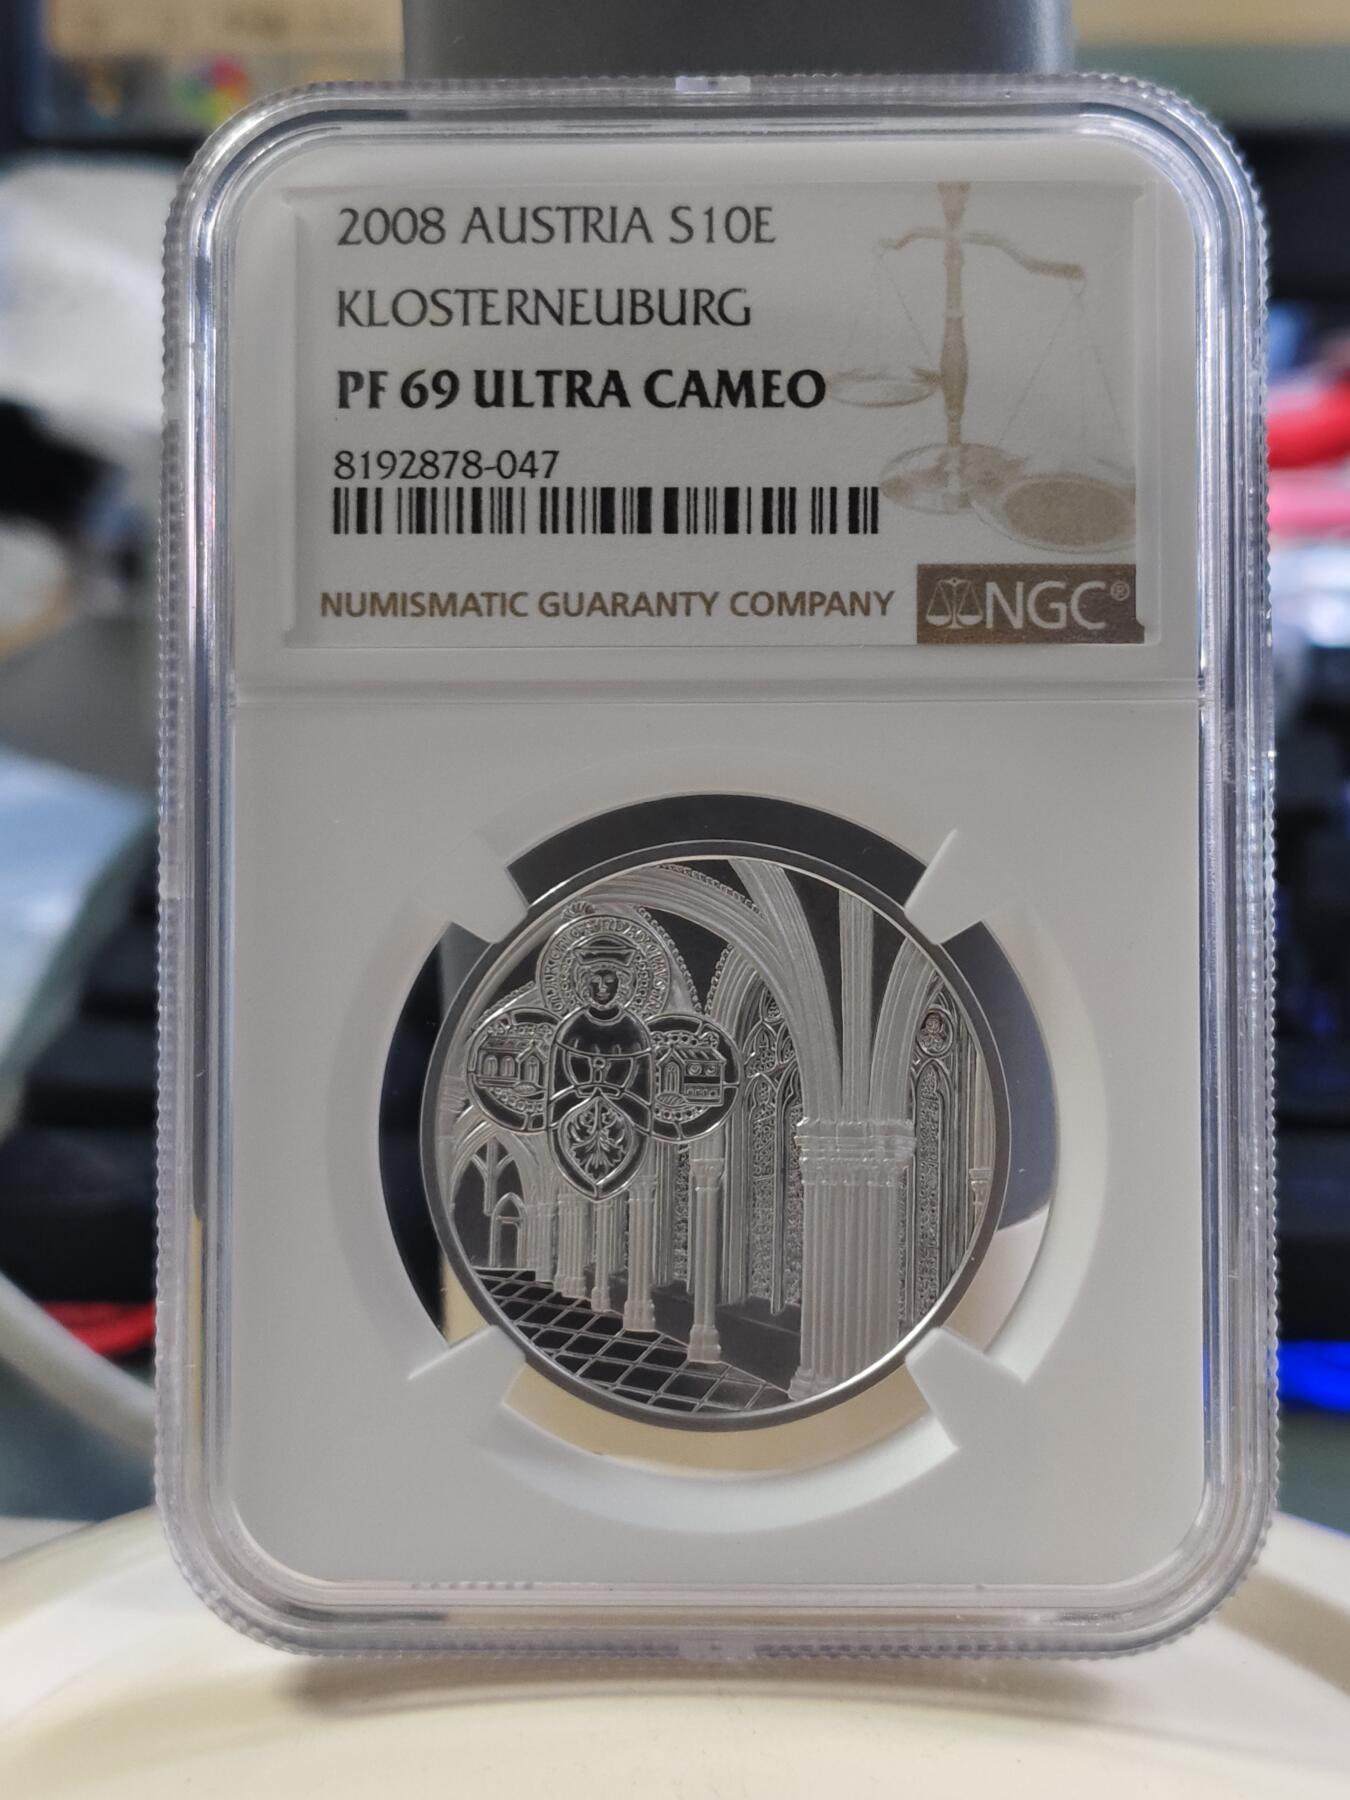 2008 AUSTRIA S10E
KLOSTERNEUBURG
PF 69 ULTRA CAMEO
8192878-047
NUMISMATIC GUARANTY COMPANY
NGC®